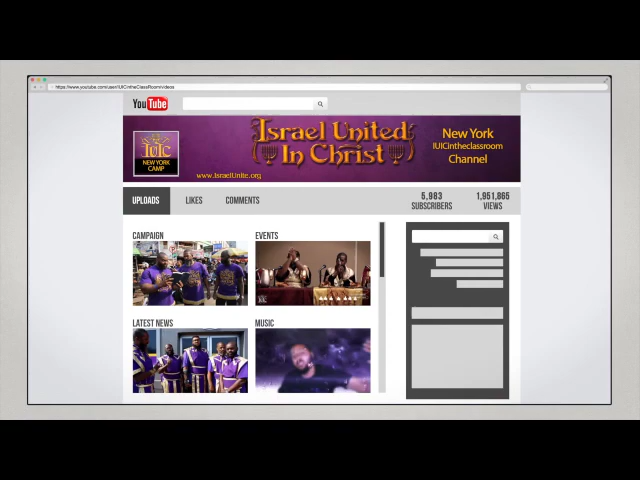 https://www.youtube.com/user/IUICintheClassRoom/videos
YouTube
IUIC
NEW YORK
CAMP
Israel United
In Christ
www.IsraelUnite.org
New York
IUICintheclassroom
Channel
UPLOADS
LIKES
COMMENTS
5,983
SUBSCRIBERS
1,951,865
VIEWS
CAMPAIGN
EVENTS
LATEST NEWS
MUSIC